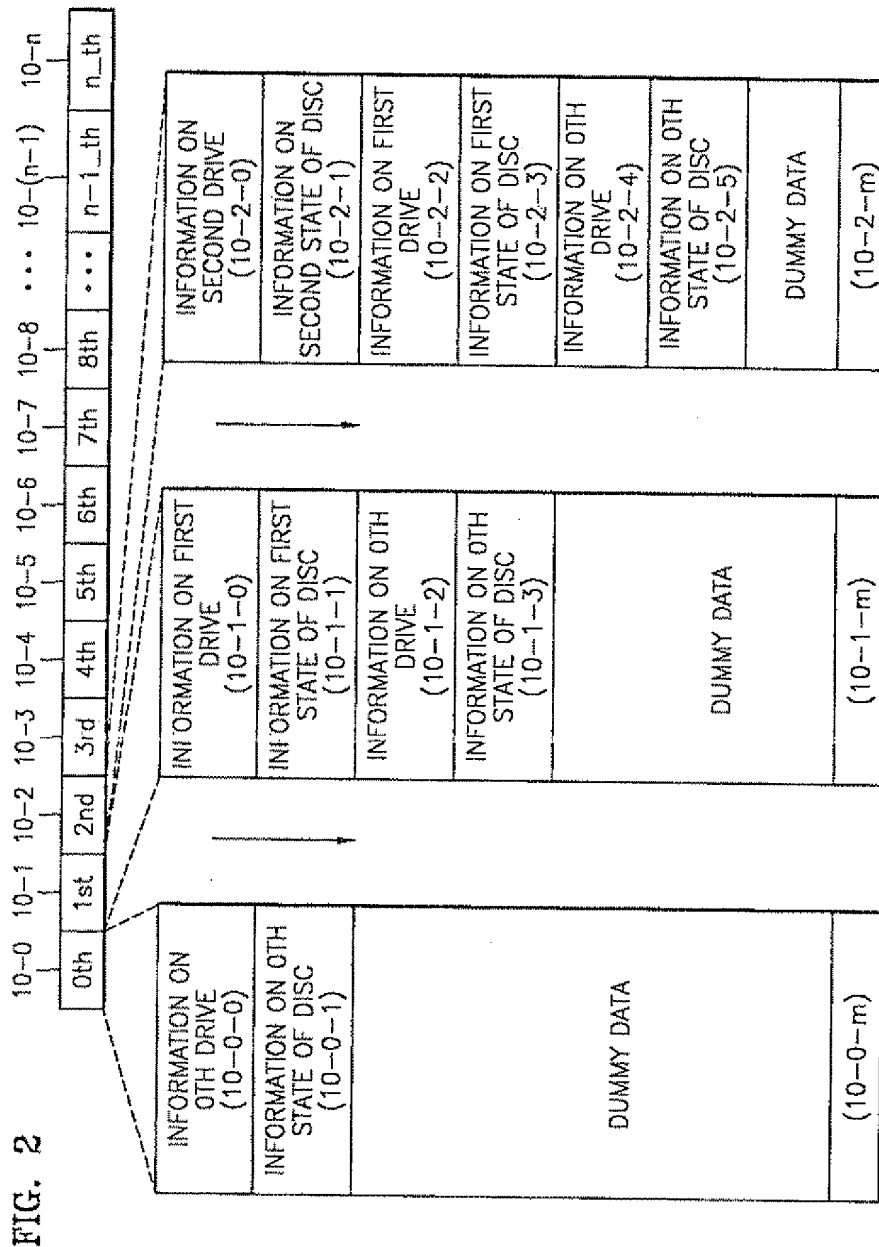 FIG. 2
10-0 10-1 10-2 10-3 10-4 10-5 10-6 10-7 10-8 ••• 10-(n-1) 10-n
0th 1st 2nd 3rd 4th 5th 6th 7th 8th ••• n-1_th n_th
INFORMATION ON
0TH DRIVE
(10-0-0)
INFORMATION ON 0TH
STATE OF DISC
(10-0-1)
DUMMY DATA
(10-0-m)
INFORMATION ON FIRST
DRIVE
(10-1-0)
INFORMATION ON FIRST
STATE OF DISC
(10-1-1)
INFORMATION ON 0TH
DRIVE
(10-1-2)
INFORMATION ON 0TH
STATE OF DISC
(10-1-3)
DUMMY DATA
(10-1-m)
INFORMATION ON
SECOND DRIVE
(10-2-0)
INFORMATION ON
SECOND STATE OF DISC
(10-2-1)
INFORMATION ON FIRST
DRIVE
(10-2-2)
INFORMATION ON FIRST
STATE OF DISC
(10-2-3)
INFORMATION ON 0TH
DRIVE
(10-2-4)
INFORMATION ON 0TH
STATE OF DISC
(10-2-5)
DUMMY DATA
(10-2-m)